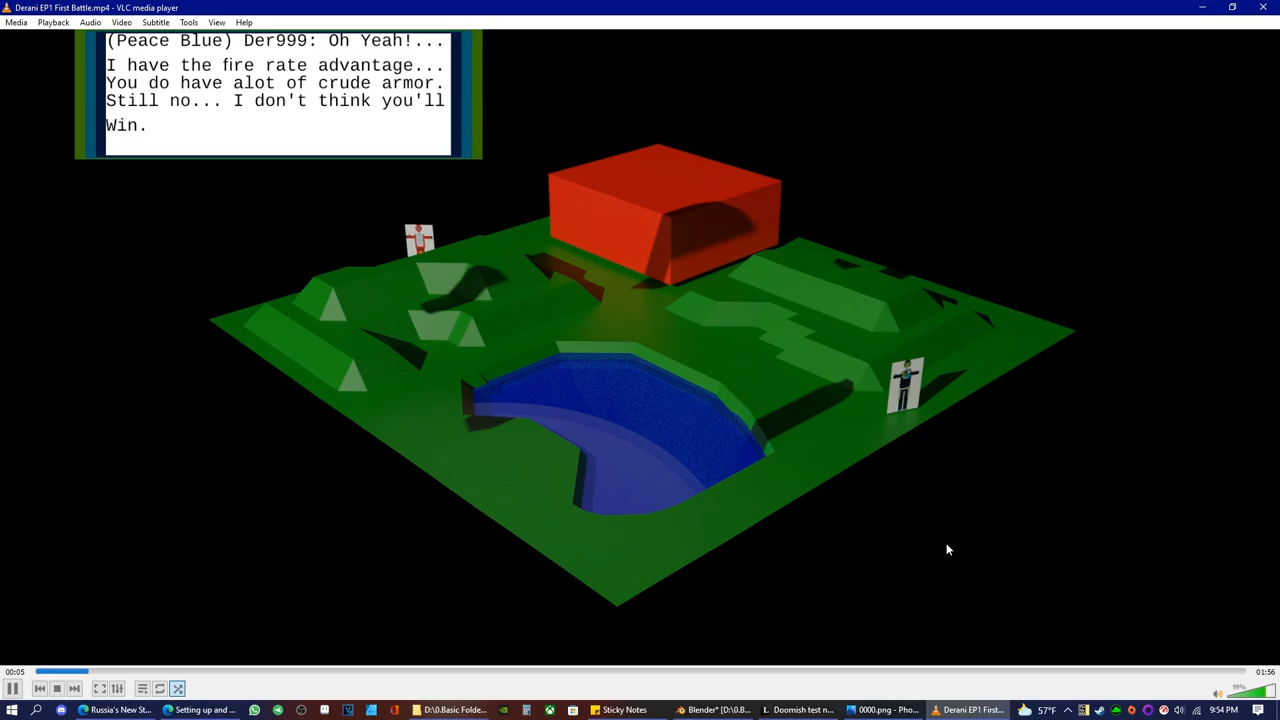 Derani EP1 First Battle.mp4 - VLC media player
Media Playback Audio Video Subtitle Tools View Help
(Peace Blue) Der999: Oh Yeah!...
I have the fire rate advantage...
You do have alot of crude armor.
Still no... I don't think you'll
Win.
00:05
01:56
99%
Russia's New St...
Setting up and ...
D:\0.Basic Folde...
Sticky Notes
Blender* [D:\0.B...
Doomish test n...
0000.png - Pho...
Derani EP1 First...
57°F
9:54 PM